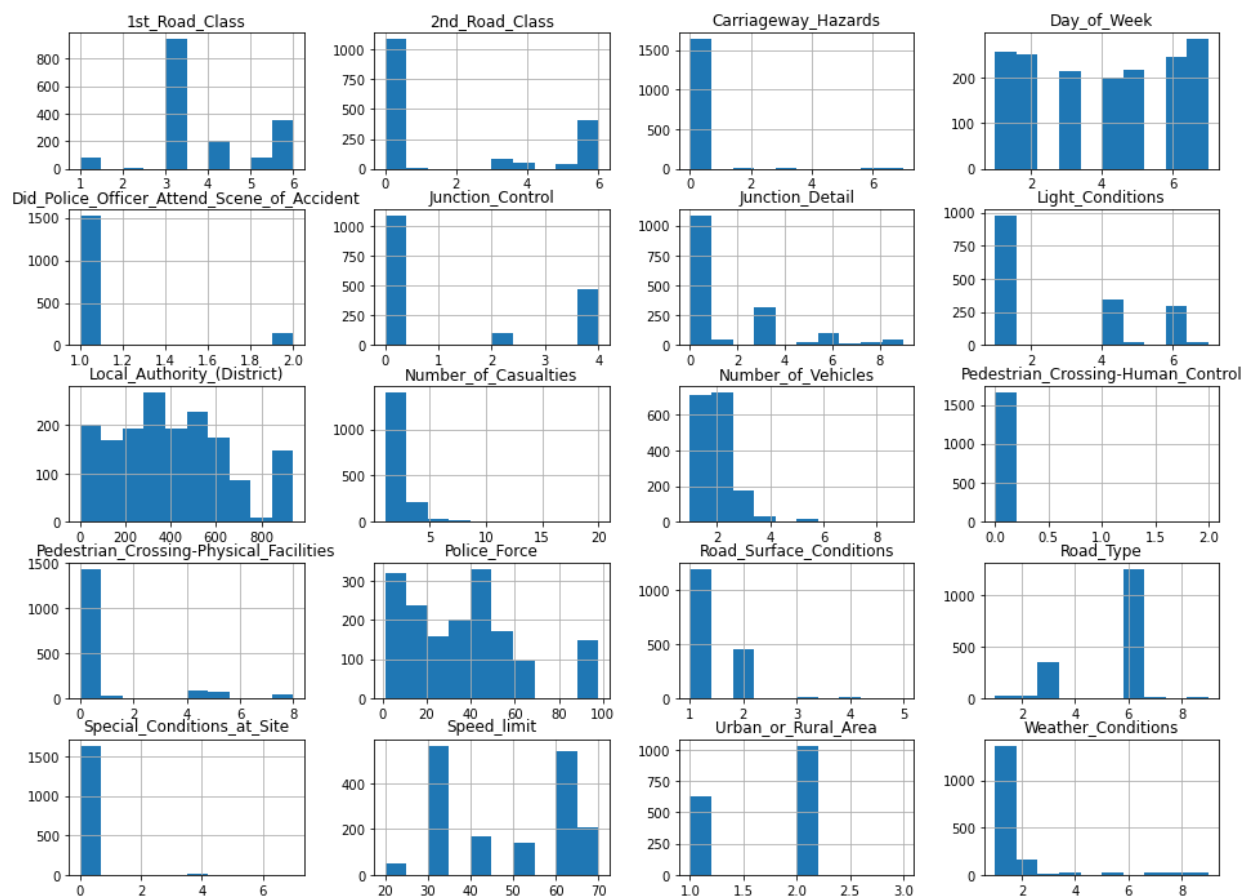 1st_Road_Class 2nd_Road_Class Carriageway_Hazards Day_of_Week
800 1000 1500
600 750 1000 200
400 500 500 100
200 250
0 0 0 0
1 2 3 4 5 6 0 2 4 6 0 2 4 6 2 4 6
Did_Police_Officer_Attend_Scene_of_Accident Junction_Control Junction_Detail Light_Conditions
1500 1000 1000 1000
1000 750 750 750
500 500 500 500
250 250 250
0 0 0 0
1.0 1.2 1.4 1.6 1.8 2.0 0 1 2 3 4 0 2 4 6 8 2 4 6
Local_Authority_(District) Number_of_Casualties Number_of_Vehicles Pedestrian_Crossing-Human_Control
200 1000 600 1500
100 500 400 1000
200 500
0 0 0 0
200 400 600 800 5 10 15 20 2 4 6 8 0.0 0.5 1.0 1.5 2.0
Pedestrian_Crossing-Physical_Facilities Police_Force Road_Surface_Conditions Road_Type
1500 300 1000 1000
1000 200 500 500
500 100
0 0 0 0
0 2 4 6 8 0 20 40 60 80 100 1 2 3 4 5 2 4 6 8
Special_Conditions_at_Site Speed_limit Urban_or_Rural_Area Weather_Conditions
1500 400 1000 1000
1000 200 750 500
500 500
250
0 0 0 0
0 2 4 6 20 30 40 50 60 70 1.0 1.5 2.0 2.5 3.0 2 4 6 8